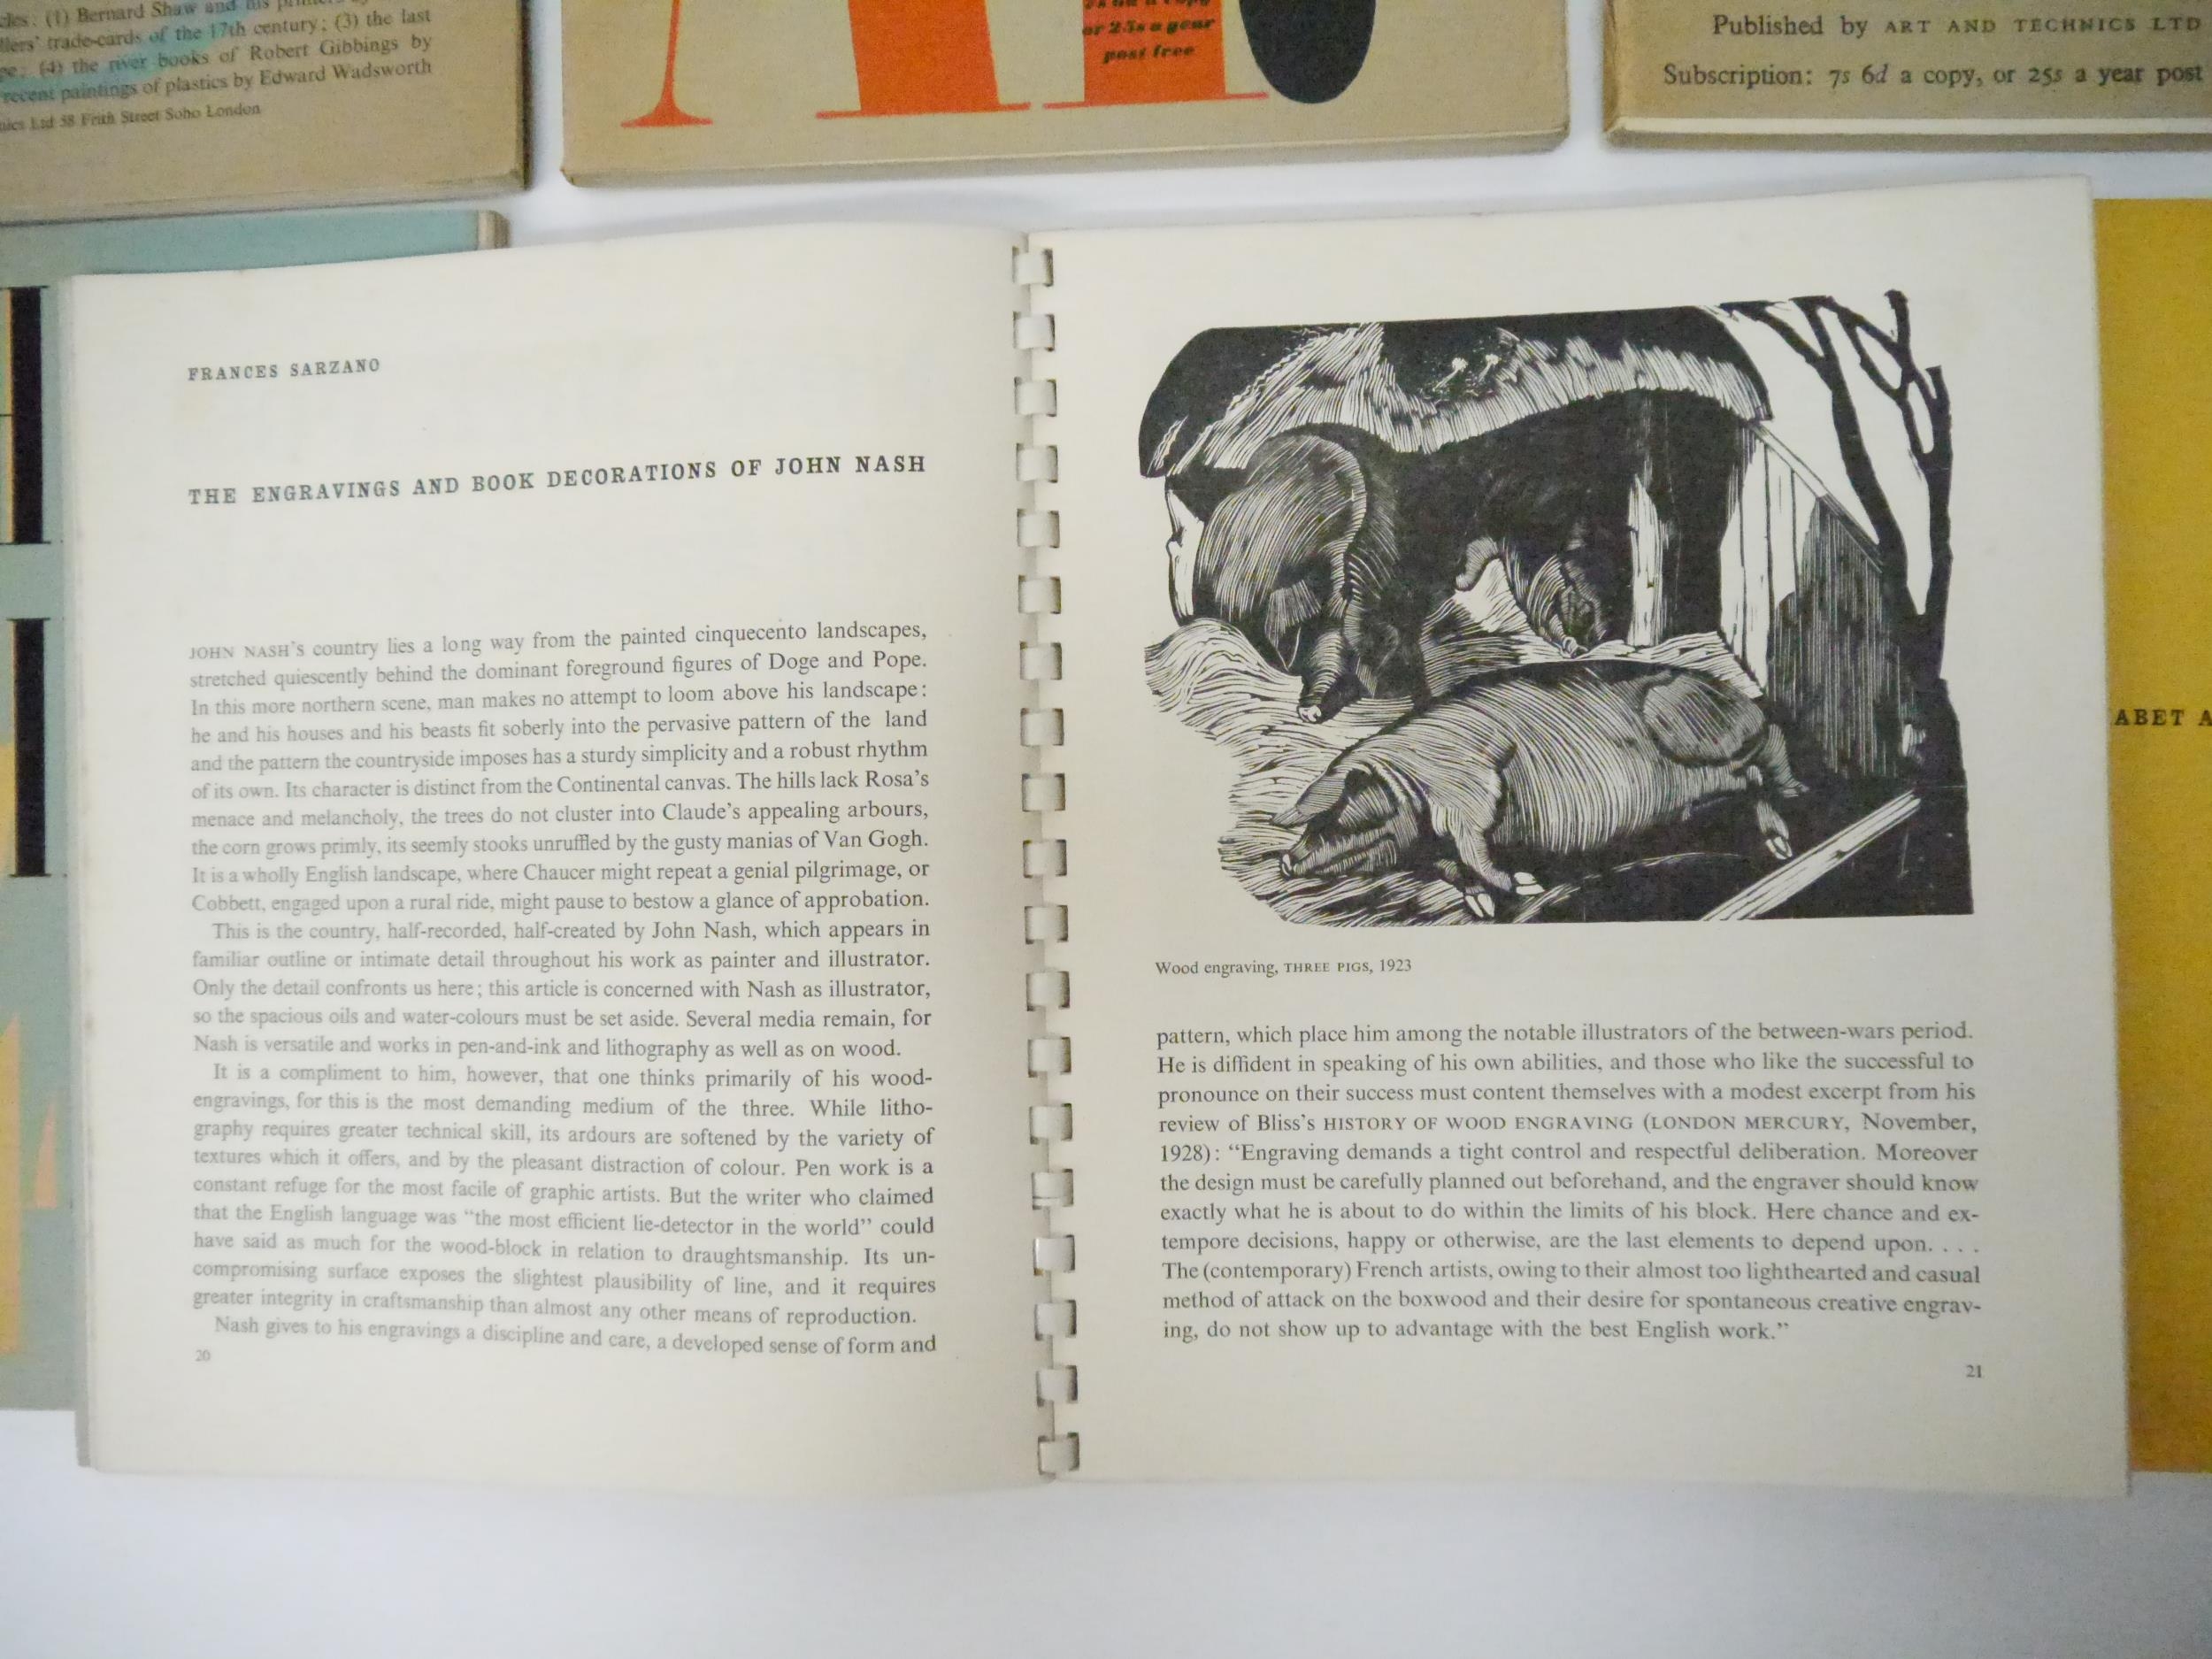 (1) Bernard Shaw and his
trade-cards of the 17th century; (3) the last
(4) the river books of Robert Gibbings by
recent paintings of plastics by Edward Wadsworth
Ltd 58 Frith Street Soho London
or 23s a year
post free
Published by ART AND TECHNICS LTD
Subscription: 7s 6d a copy, or 25s a year post
FRANCES SARZANO
THE ENGRAVINGS AND BOOK DECORATIONS OF JOHN NASH
JOHN NASH'S country lies a long way from the painted cinquecento landscapes,
stretched quiescently behind the dominant foreground figures of Doge and Pope.
In this more northern scene, man makes no attempt to loom above his landscape:
he and his houses and his beasts fit soberly into the pervasive pattern of the land
and the pattern the countryside imposes has a sturdy simplicity and a robust rhythm
of its own. Its character is distinct from the Continental canvas. The hills lack Rosa's
menace and melancholy, the trees do not cluster into Claude's appealing arbours,
the corn grows primly, its seemly stooks unruffled by the gusty manias of Van Gogh.
It is a wholly English landscape, where Chaucer might repeat a genial pilgrimage, or
Cobbett, engaged upon a rural ride, might pause to bestow a glance of approbation.
This is the country, half-recorded, half-created by John Nash, which appears in
familiar outline or intimate detail throughout his work as painter and illustrator.
Only the detail confronts us here; this article is concerned with Nash as illustrator,
so the spacious oils and water-colours must be set aside. Several media remain, for
Nash is versatile and works in pen-and-ink and lithography as well as on wood.
It is a compliment to him, however, that one thinks primarily of his wood-
engravings, for this is the most demanding medium of the three. While litho-
graphy requires greater technical skill, its ardours are softened by the variety of
textures which it offers, and by the pleasant distraction of colour. Pen work is a
constant refuge for the most facile of graphic artists. But the writer who claimed
that the English language was "the most efficient lie-detector in the world" could
have said as much for the wood-block in relation to draughtsmanship. Its un-
compromising surface exposes the slightest plausibility of line, and it requires
greater integrity in craftsmanship than almost any other means of reproduction.
Nash gives to his engravings a discipline and care, a developed sense of form and
20
Wood engraving, THREE PIGS, 1923
pattern, which place him among the notable illustrators of the between-wars period.
He is diffident in speaking of his own abilities, and those who like the successful to
pronounce on their success must content themselves with a modest excerpt from his
review of Bliss's HISTORY OF WOOD ENGRAVING (LONDON MERCURY, November,
1928): "Engraving demands a tight control and respectful deliberation. Moreover
the design must be carefully planned out beforehand, and the engraver should know
exactly what he is about to do within the limits of his block. Here chance and ex-
tempore decisions, happy or otherwise, are the last elements to depend upon. . . .
The (contemporary) French artists, owing to their almost too lighthearted and casual
method of attack on the boxwood and their desire for spontaneous creative engrav-
ing, do not show up to advantage with the best English work."
21
ABET A